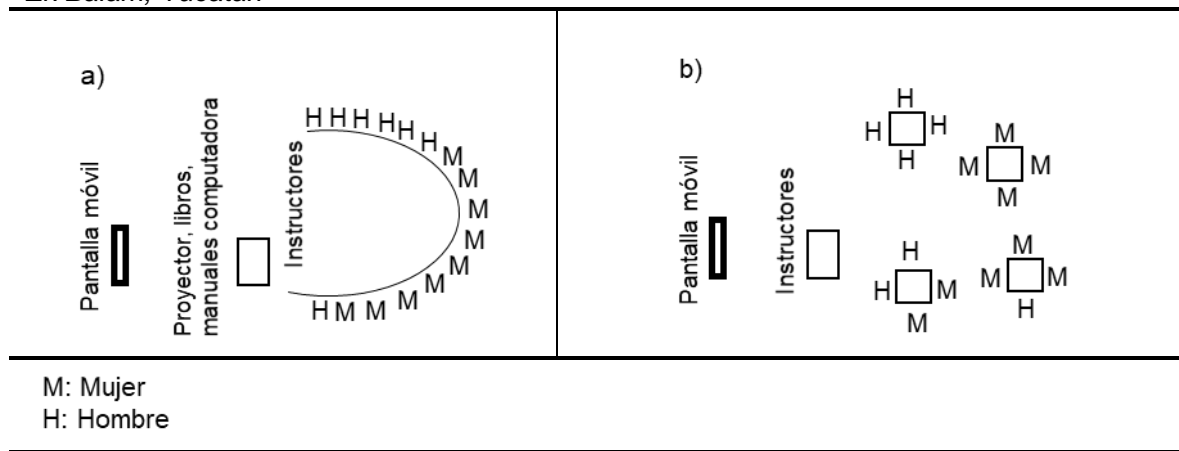 Ek Balam, Yucatán
a)
Pantalla móvil
Proyector, libros,
manuales computadora
Instructores
H H H H H H M M M M M M M M M H
b)
Pantalla móvil
Instructores
H
H H
H
M
M M
M
H
H M
M
M
M M
H
M: Mujer
H: Hombre